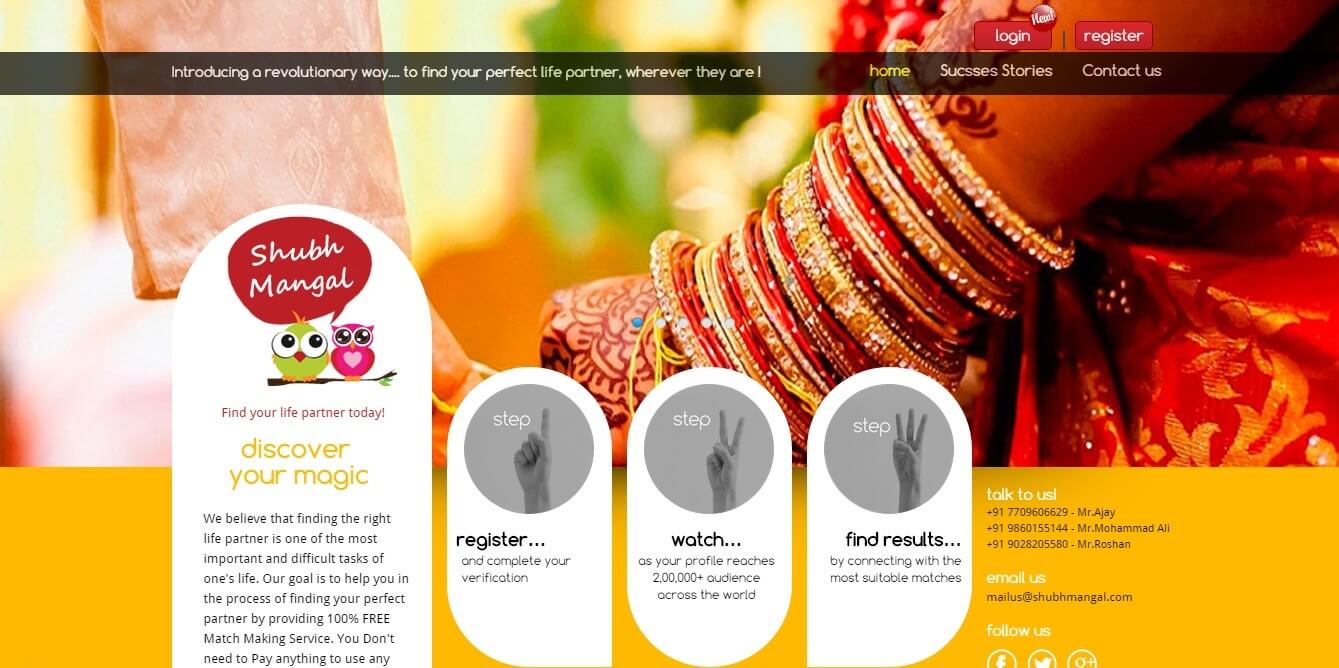 New!
login | register
Introducing a revolutionary way.... to find your perfect life partner, wherever they are !
home Sucsses Stories Contact us
Shubh
Mangal
Find your life partner today!
discover
your magic
We believe that finding the right
life partner is one of the most
important and difficult tasks of
one's life. Our goal is to help you in
the process of finding your perfect
partner by providing 100% FREE
Match Making Service. You Don't
need to Pay anything to use any
step
register...
and complete your
verification
step
watch...
as your profile reaches
2,00,000+ audience
across the world
step
find results...
by connecting with the
most suitable matches
talk to us!
+91 7709606629 - Mr.Ajay
+91 9860155144 - Mr.Mohammad Ali
+91 9028205580 - Mr.Roshan
email us
mailus@shubhmangal.com
follow us
f g+